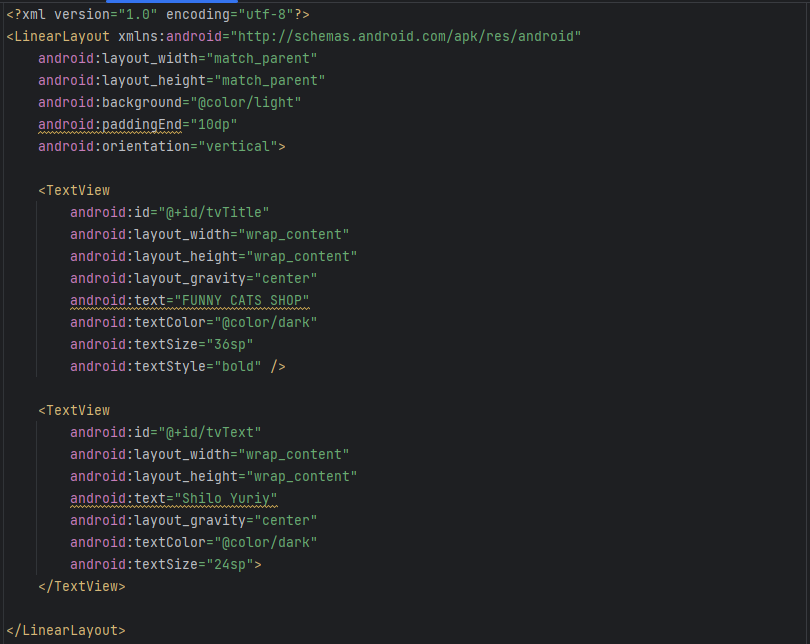 <?xml version="1.0" encoding="utf-8"?>
<LinearLayout xmlns:android="http://schemas.android.com/apk/res/android"
    android:layout_width="match_parent"
    android:layout_height="match_parent"
    android:background="@color/light"
    android:paddingEnd="10dp"
    android:orientation="vertical">

    <TextView
        android:id="@+id/tvTitle"
        android:layout_width="wrap_content"
        android:layout_height="wrap_content"
        android:layout_gravity="center"
        android:text="FUNNY CATS SHOP"
        android:textColor="@color/dark"
        android:textSize="36sp"
        android:textStyle="bold" />

    <TextView
        android:id="@+id/tvText"
        android:layout_width="wrap_content"
        android:layout_height="wrap_content"
        android:text="Shilo Yuriy"
        android:layout_gravity="center"
        android:textColor="@color/dark"
        android:textSize="24sp">
    </TextView>

</LinearLayout>